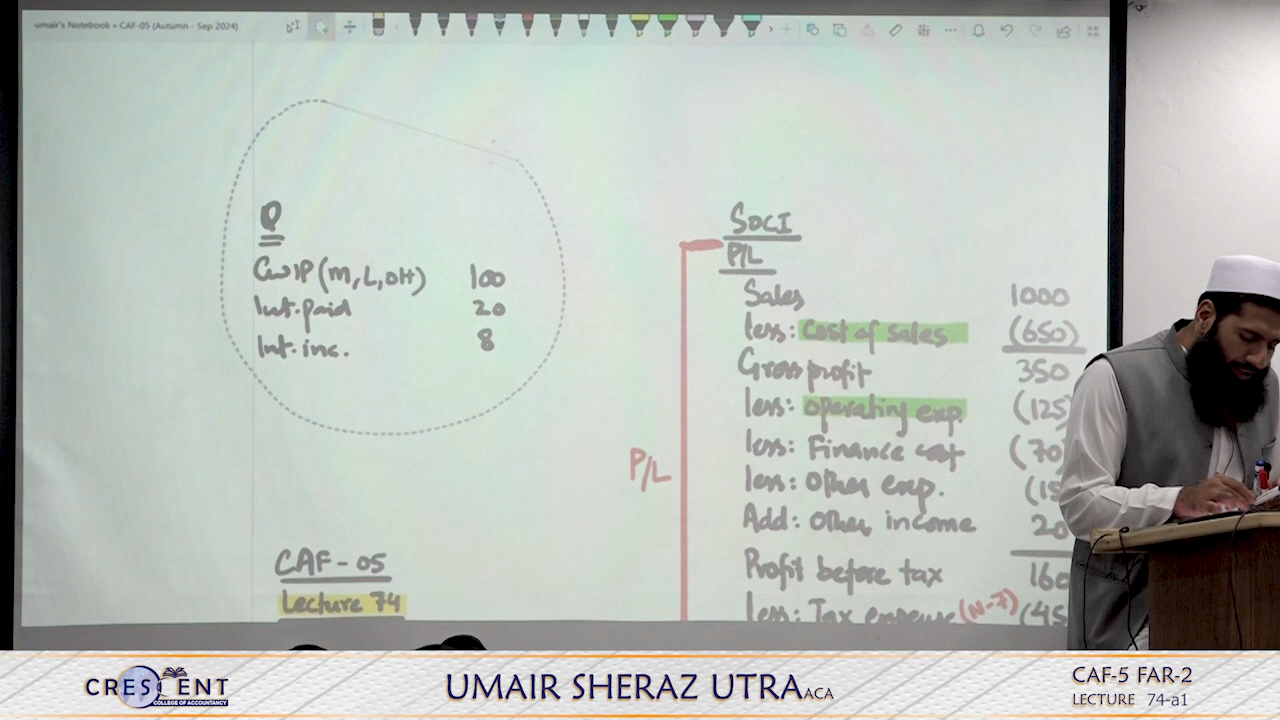 umair's Notebook » CAF-05 (Autumn - Sep 2024)
Q
CWIP (M, L, OH) 100
Int. paid 20
Int. inc. 8
CAF - 05
Lecture 74
SOCI
P/L
Sales 1000
less: Cost of sales (650)
Gross profit 350
less: operating exp. (125
less: Finance cost (70
less: Other exp. (15
Add: Other income 20
Profit before tax 160
less: Tax expense (N-7) (45
P/L
CRESCENT
COLLEGE OF ACCOUNTANCY
UMAIR SHERAZ UTRA ACA
CAF-5 FAR-2
LECTURE 74-a1